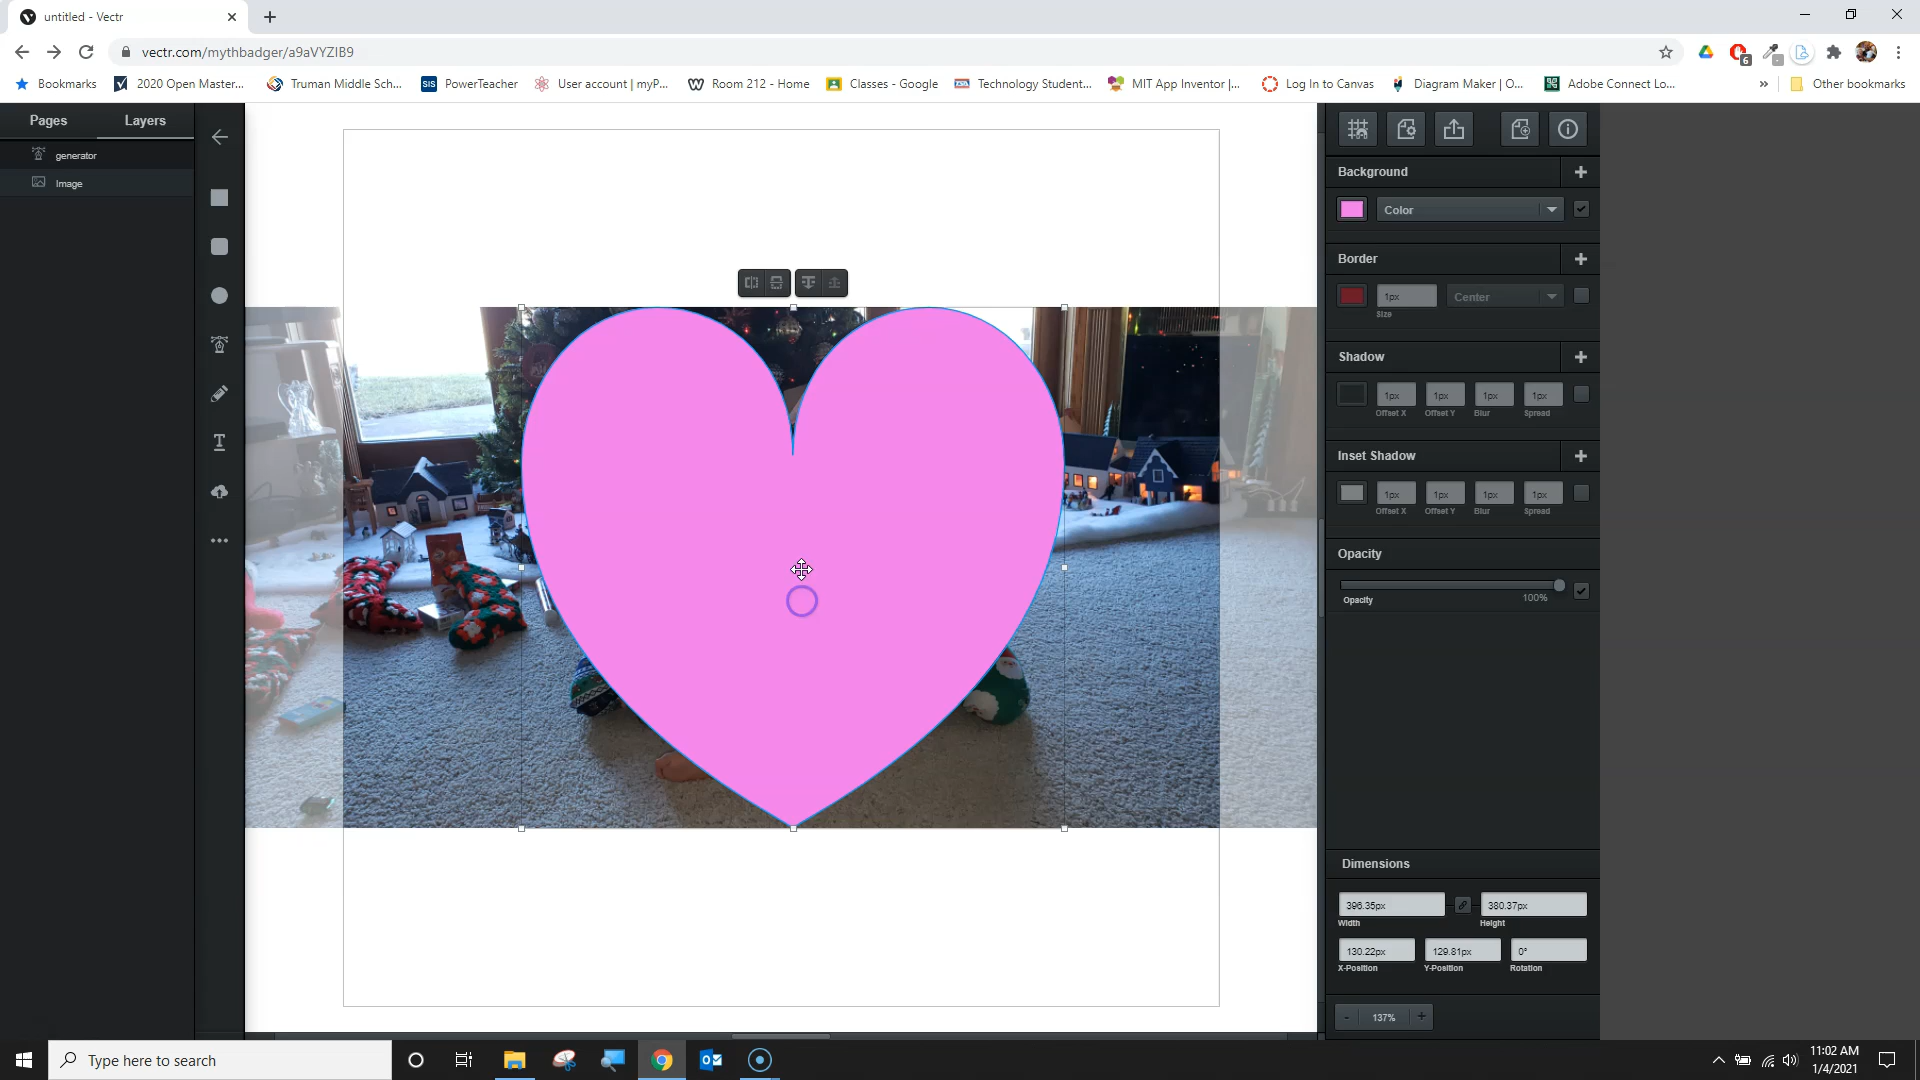 untitled - Vectr
vectr.com/mythbadger/a9aVYZIB9
6
Bookmarks
2020 Open Master...
Truman Middle Sch...
SIS PowerTeacher
User account | myP...
Room 212 - Home
Classes - Google
Technology Student...
MIT App Inventor |...
Log In to Canvas
Diagram Maker | O...
Adobe Connect Lo...
»
Other bookmarks
Pages
Layers
generator
Image
Background
Color
Border
1px
Size
Center
Shadow
1px 1px 1px 1px
Offset X Offset Y Blur Spread
Inset Shadow
1px 1px 1px 1px
Offset X Offset Y Blur Spread
Opacity
Opacity
100%
Dimensions
396.35px
380.37px
Width
Height
130.22px 129.81px 0°
X-Position Y-Position Rotation
- 137% +
Type here to search
11:02 AM
1/4/2021